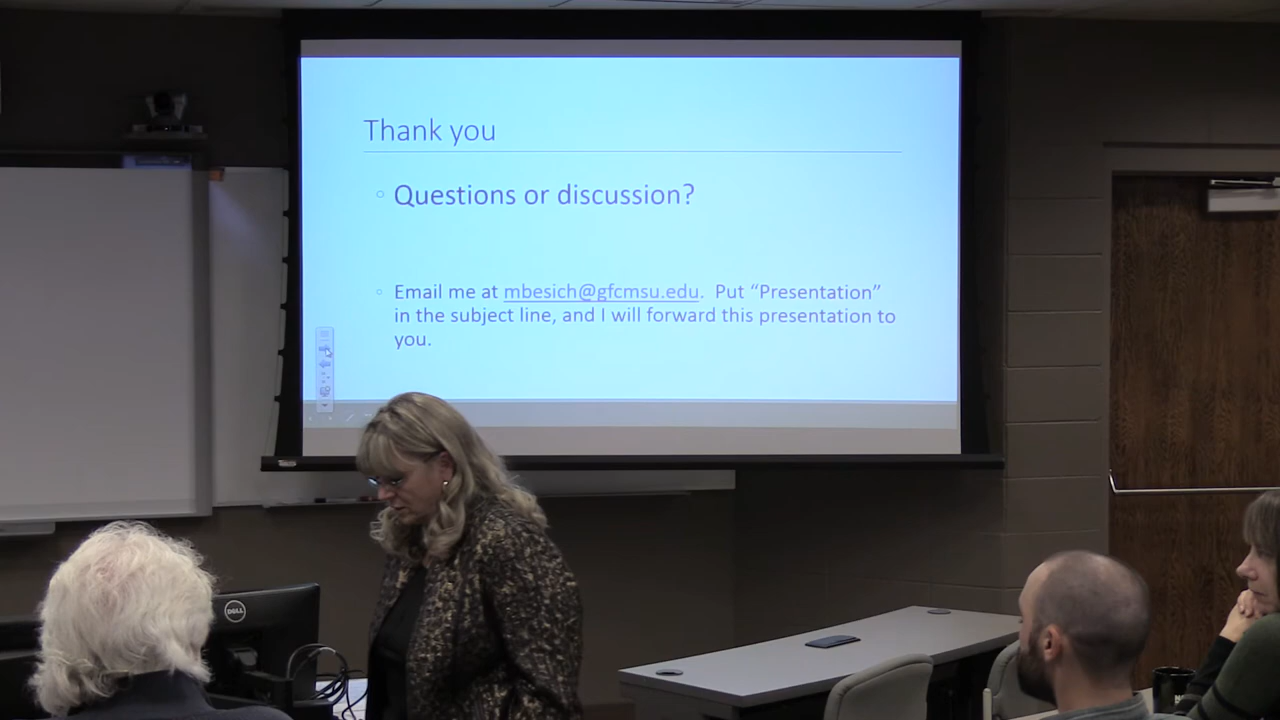 Thank you
Questions or discussion?
Email me at mbesich@gfcmsu.edu. Put “Presentation”
in the subject line, and I will forward this presentation to
you.
DELL